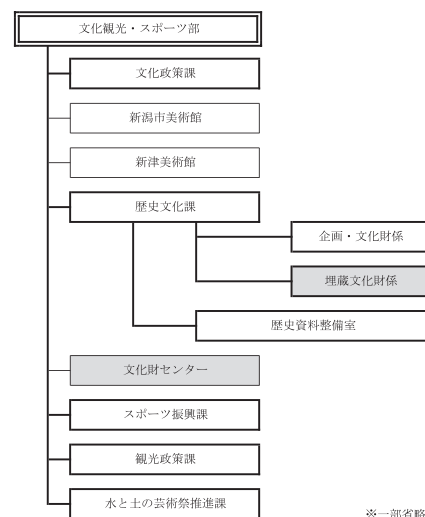 文化観光・スポーツ部
文化政策課
新潟市美術館
新津美術館
歴史文化課
企画・文化財係
埋蔵文化財係
歴史資料整備室
文化財センター
スポーツ振興課
観光政策課
水と土の芸術祭推進課
※一部省略